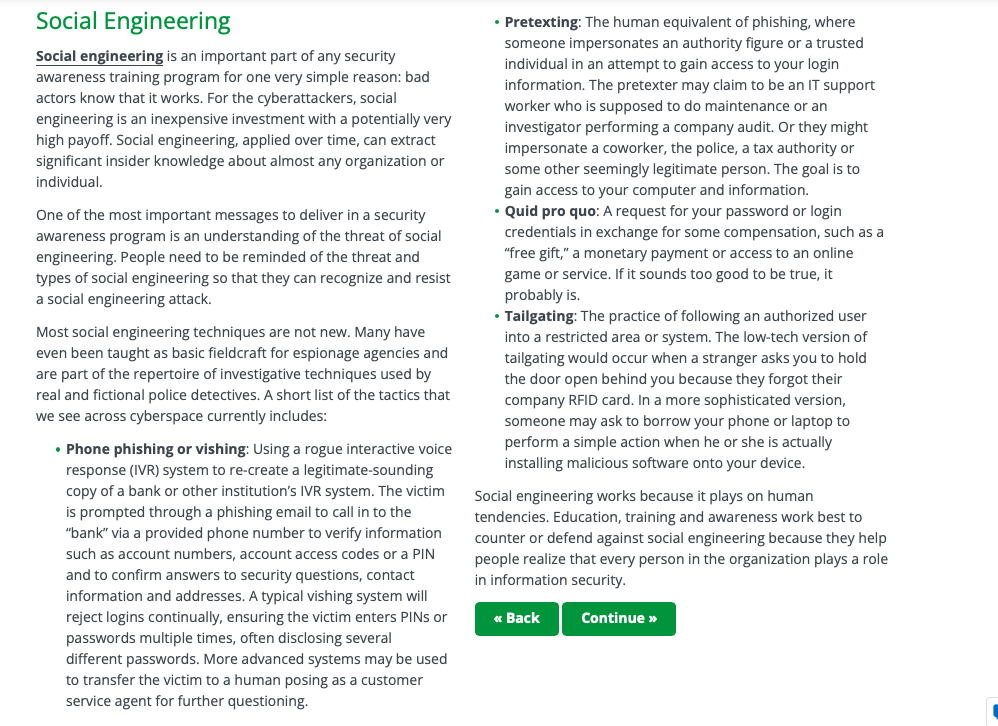 Social Engineering
Social engineering is an important part of any security
awareness training program for one very simple reason: bad
actors know that it works. For the cyberattackers, social
engineering is an inexpensive investment with a potentially very
high payoff. Social engineering, applied over time, can extract
significant insider knowledge about almost any organization or
individual.
One of the most important messages to deliver in a security
awareness program is an understanding of the threat of social
engineering. People need to be reminded of the threat and
types of social engineering so that they can recognize and resist
a social engineering attack.
Most social engineering techniques are not new. Many have
even been taught as basic fieldcraft for espionage agencies and
are part of the repertoire of investigative techniques used by
real and fictional police detectives. A short list of the tactics that
we see across cyberspace currently includes:
• Phone phishing or vishing: Using a rogue interactive voice
response (IVR) system to re-create a legitimate-sounding
copy of a bank or other institution's IVR system. The victim
is prompted through a phishing email to call in to the
“bank” via a provided phone number to verify information
such as account numbers, account access codes or a PIN
and to confirm answers to security questions, contact
information and addresses. A typical vishing system will
reject logins continually, ensuring the victim enters PINs or
passwords multiple times, often disclosing several
different passwords. More advanced systems may be used
to transfer the victim to a human posing as a customer
service agent for further questioning.
• Pretexting: The human equivalent of phishing, where
someone impersonates an authority figure or a trusted
individual in an attempt to gain access to your login
information. The pretexter may claim to be an IT support
worker who is supposed to do maintenance or an
investigator performing a company audit. Or they might
impersonate a coworker, the police, a tax authority or
some other seemingly legitimate person. The goal is to
gain access to your computer and information.
• Quid pro quo: A request for your password or login
credentials in exchange for some compensation, such as a
“free gift,” a monetary payment or access to an online
game or service. If it sounds too good to be true, it
probably is.
• Tailgating: The practice of following an authorized user
into a restricted area or system. The low-tech version of
tailgating would occur when a stranger asks you to hold
the door open behind you because they forgot their
company RFID card. In a more sophisticated version,
someone may ask to borrow your phone or laptop to
perform a simple action when he or she is actually
installing malicious software onto your device.
Social engineering works because it plays on human
tendencies. Education, training and awareness work best to
counter or defend against social engineering because they help
people realize that every person in the organization plays a role
in information security.
« Back
Continue »